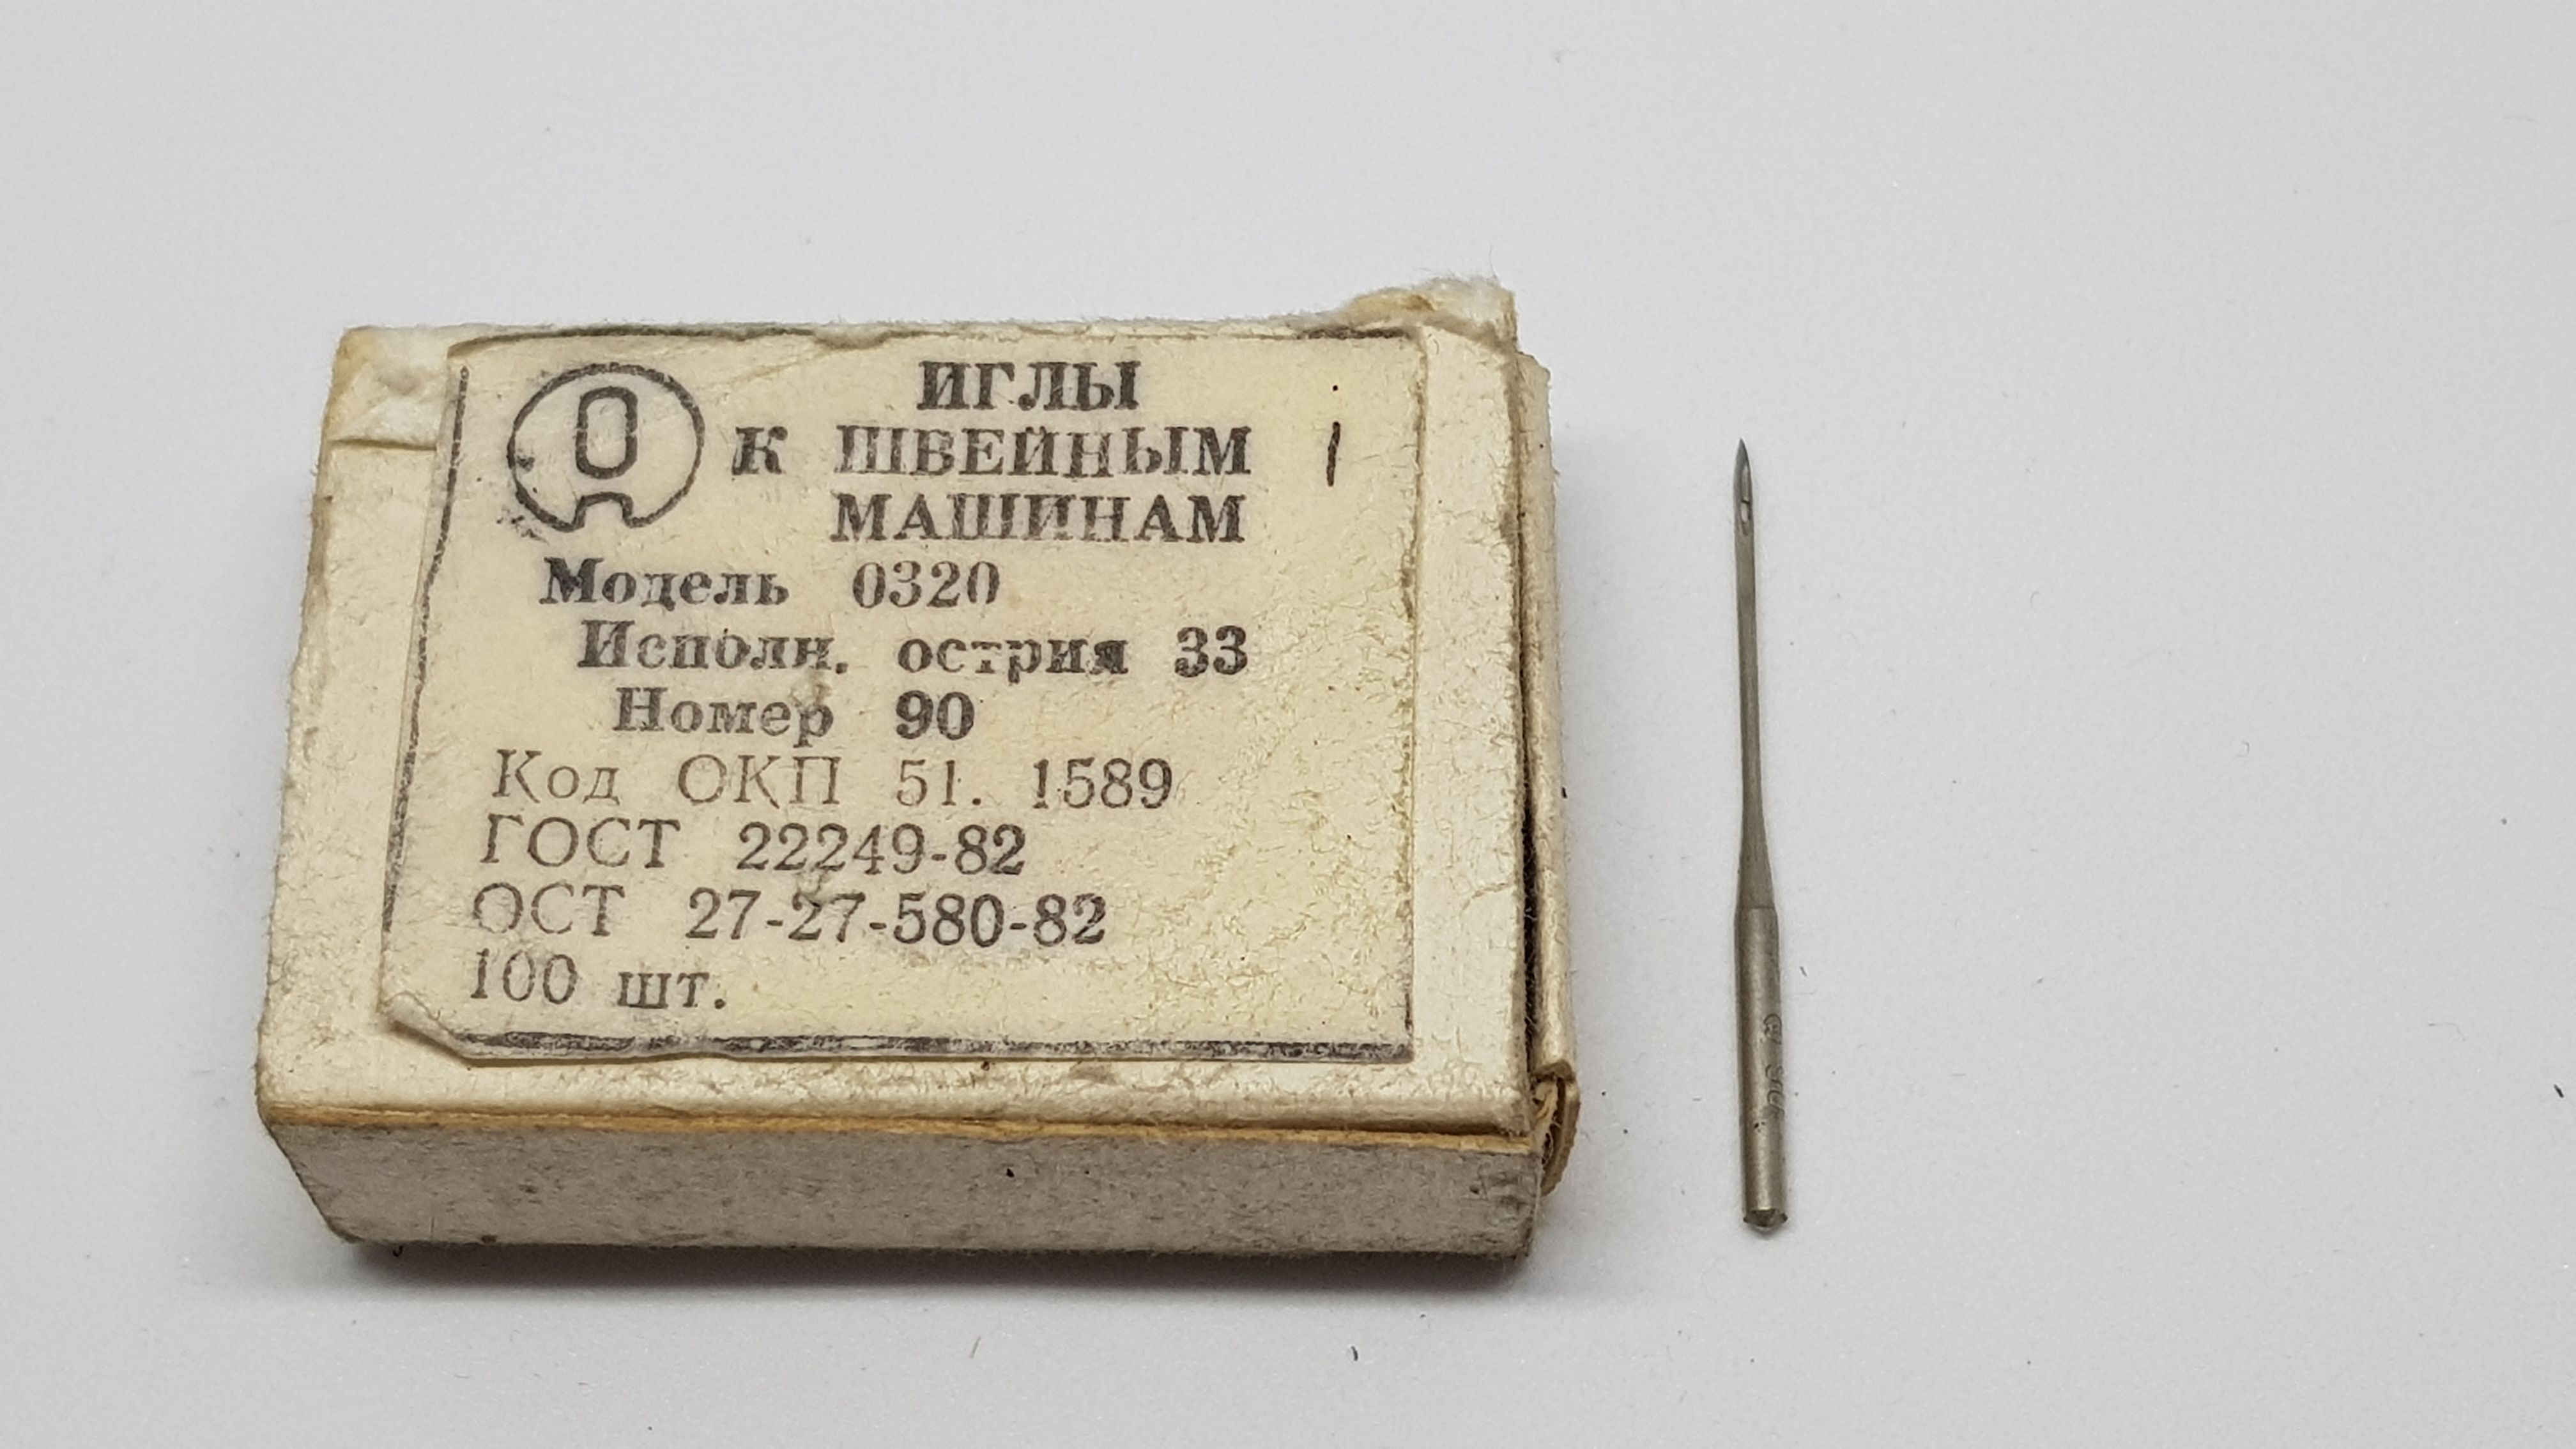 ИГЛЫ
К ШВЕЙНЫМ
МАШИНАМ
Модель 0320
Исполн. острия 33
Номер 90
Код ОКП 51. 1589
ГОСТ 22249-82
ОСТ 27-27-580-82
100 шт.